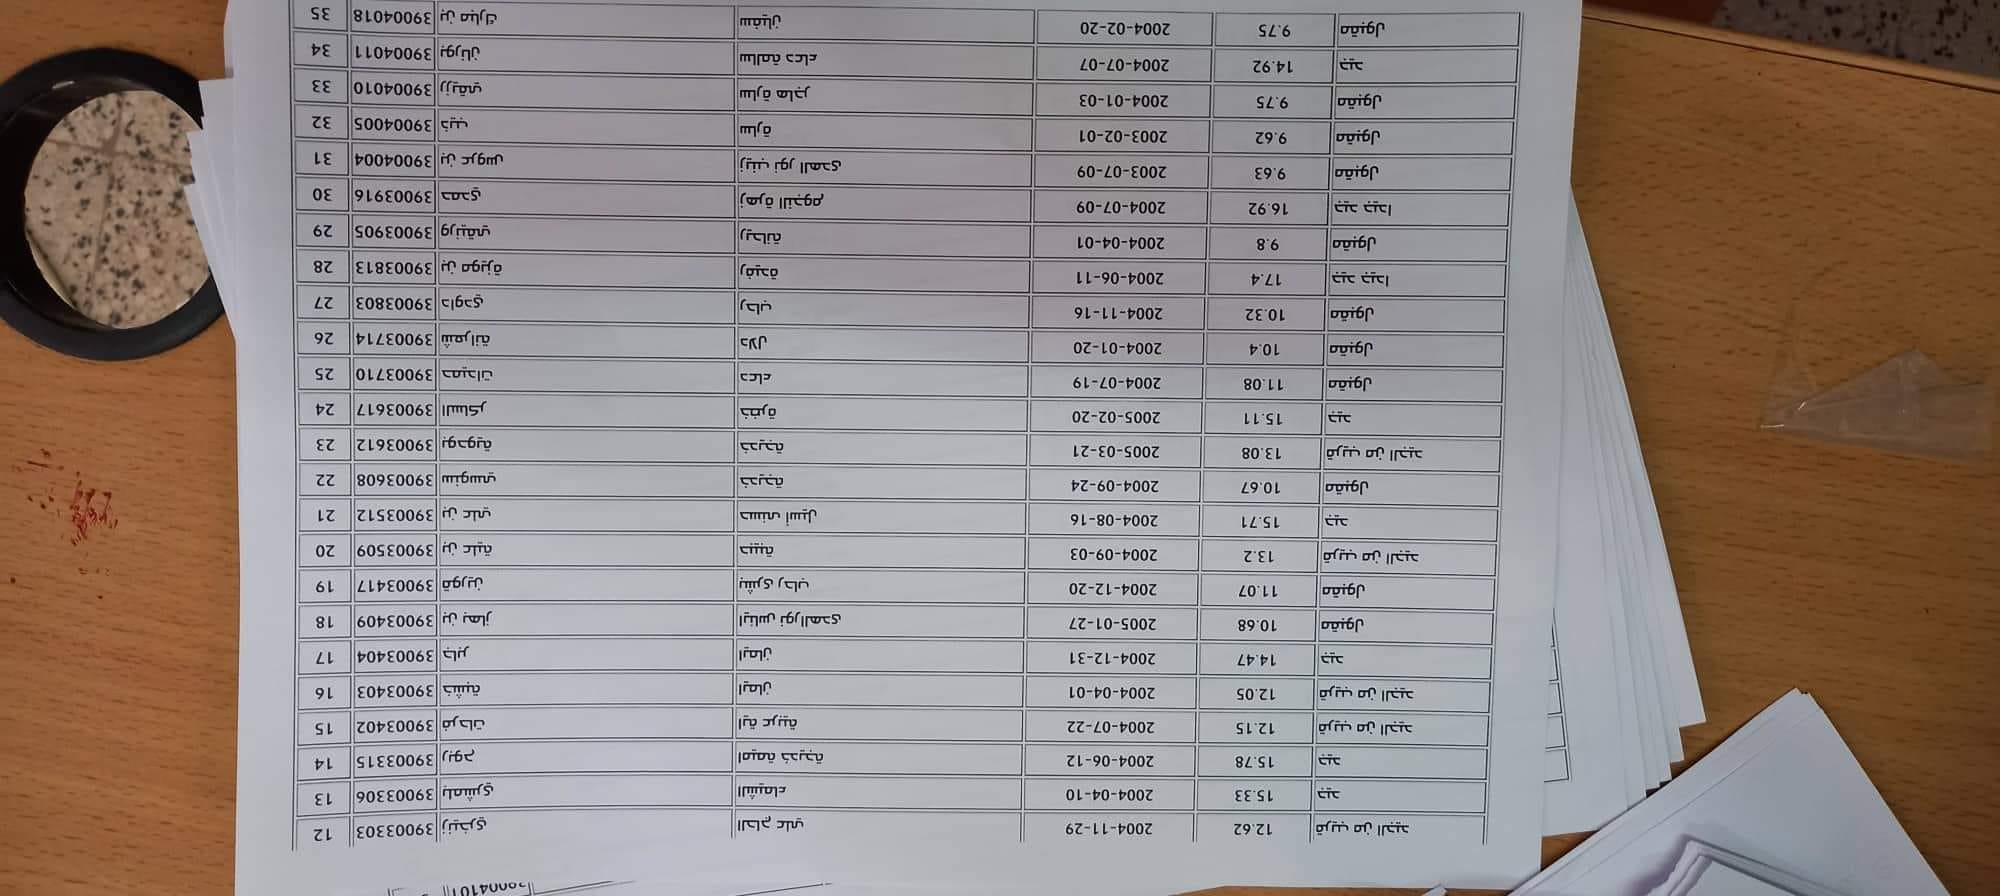 39004101
12 39003303 زنيخري الحاج علي 2004-11-29 12.62 قريب من الجيد
13 39003306 بلمشري الشيماء 2004-04-10 15.33 جيد
14 39003315 ربوح اميمة خديجة 2004-06-12 15.78 جيد
15 39003402 فرحات اية عربية 2004-07-22 12.15 قريب من الجيد
16 39003403 خشبة ايمان 2004-04-01 12.05 قريب من الجيد
17 39003404 جابر ايمان 2004-12-31 14.47 جيد
18 39003409 بن بهاز ايناس نورالهدى 2005-01-27 10.68 مقبول
19 39003417 قورين بشرى رحاب 2004-12-20 11.07 مقبول
20 39003509 بن علية حبيبة 2004-09-03 13.2 قريب من الجيد
21 39003512 بن علي حسنى أسيل 2004-08-16 15.71 جيد
22 39003608 سنوسي خديجة 2004-09-24 10.67 مقبول
23 39003612 بوحوية خديجة 2005-03-21 13.08 قريب من الجيد
24 39003617 الساكر خضرة 2005-02-20 15.11 جيد
25 39003710 حميدات دعاء 2004-07-19 11.08 مقبول
26 39003714 شعرانة دلال 2004-01-20 10.4 مقبول
27 39003803 داودي رحاب 2004-11-16 10.32 مقبول
28 39003813 بن مويزة رفيدة 2004-06-11 17.4 جيد جيدا
29 39003905 ورنيقي ريحانة 2004-04-01 9.8 مقبول
30 39003916 حمدي زهرة النجوم 2004-07-09 16.92 جيد جيدا
31 39004004 بن عروس زينب نور الهدى 2003-07-09 9.63 مقبول
32 39004005 ذيب سارة 2003-02-01 9.62 مقبول
33 39004010 رزيقي سارة هاجر 2004-01-03 9.75 مقبول
34 39004011 بورنان سالمة دعاء 2004-07-07 14.92 جيد
35 39004018 بن مبارك سفيان 2004-02-20 9.75 مقبول